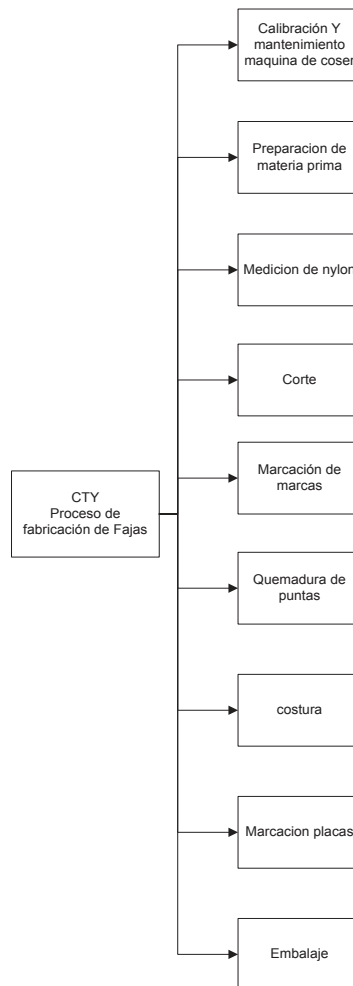 Calibración Y
mantenimiento
maquina de coser
Preparacion de
materia prima
Medicion de nylon
Corte
Marcación de
marcas
CTY
Proceso de
fabricación de Fajas
Quemadura de
puntas
costura
Marcacion placas
Embalaje